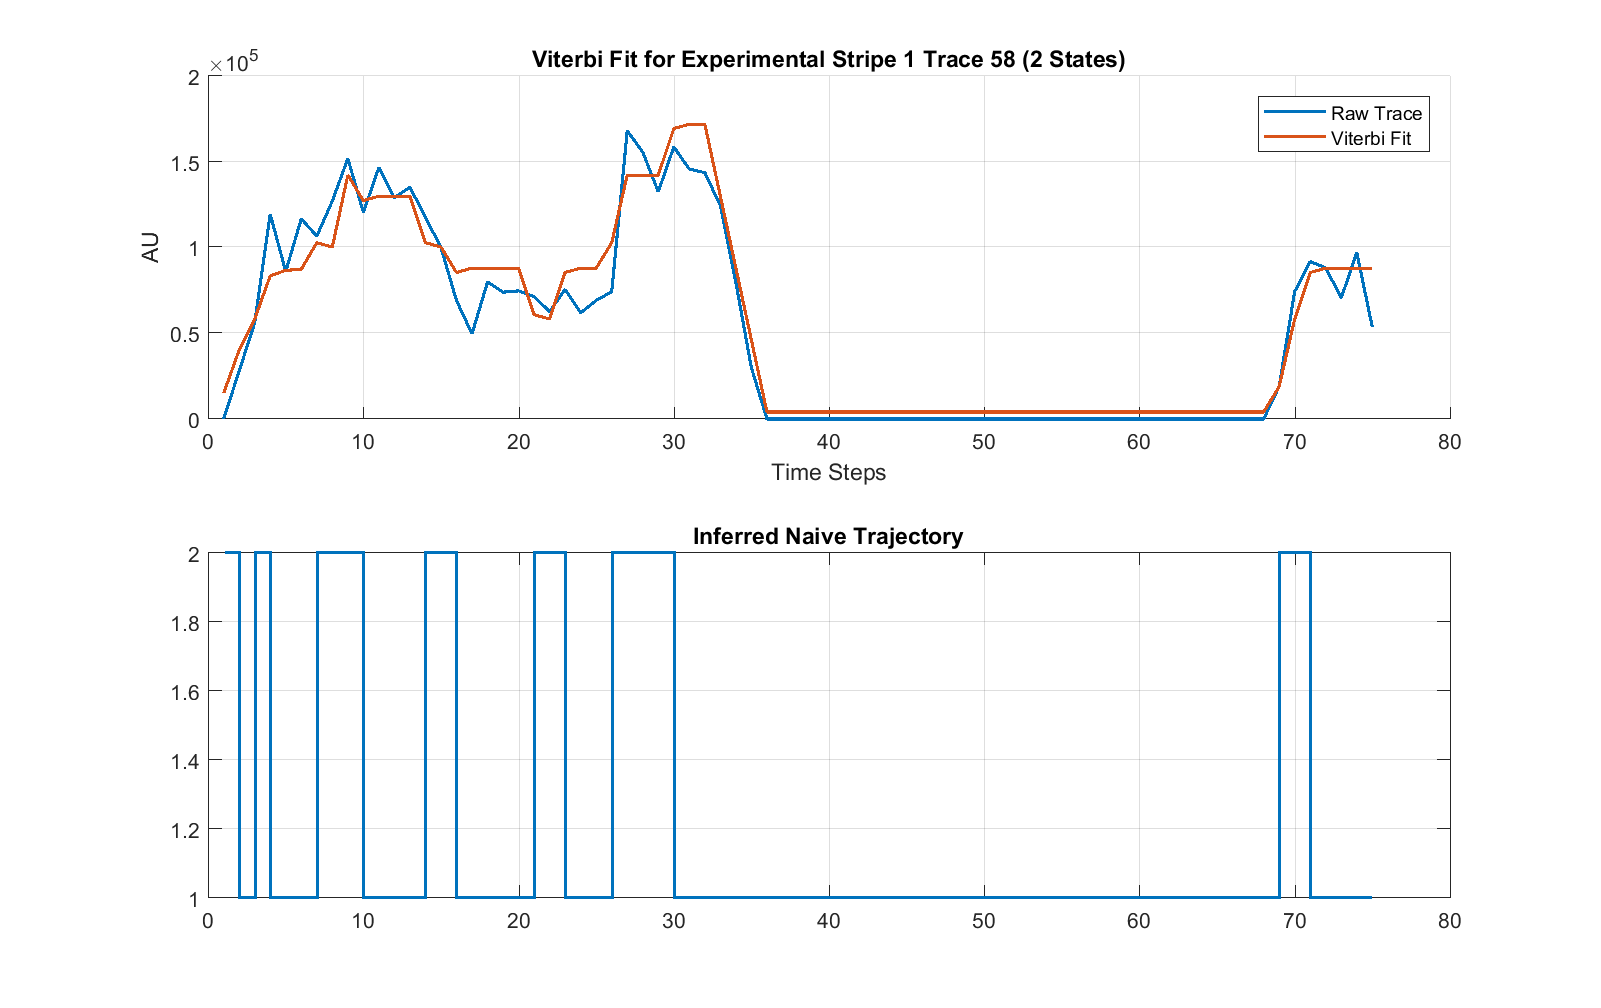 Viterbi Fit for Experimental Stripe 1 Trace 58 (2 States)
×10^5
2
1.5
1
0.5
0
AU
Raw Trace
Viterbi Fit
0 10 20 30 40 50 60 70 80
Time Steps
Inferred Naive Trajectory
2
1.8
1.6
1.4
1.2
1
0 10 20 30 40 50 60 70 80